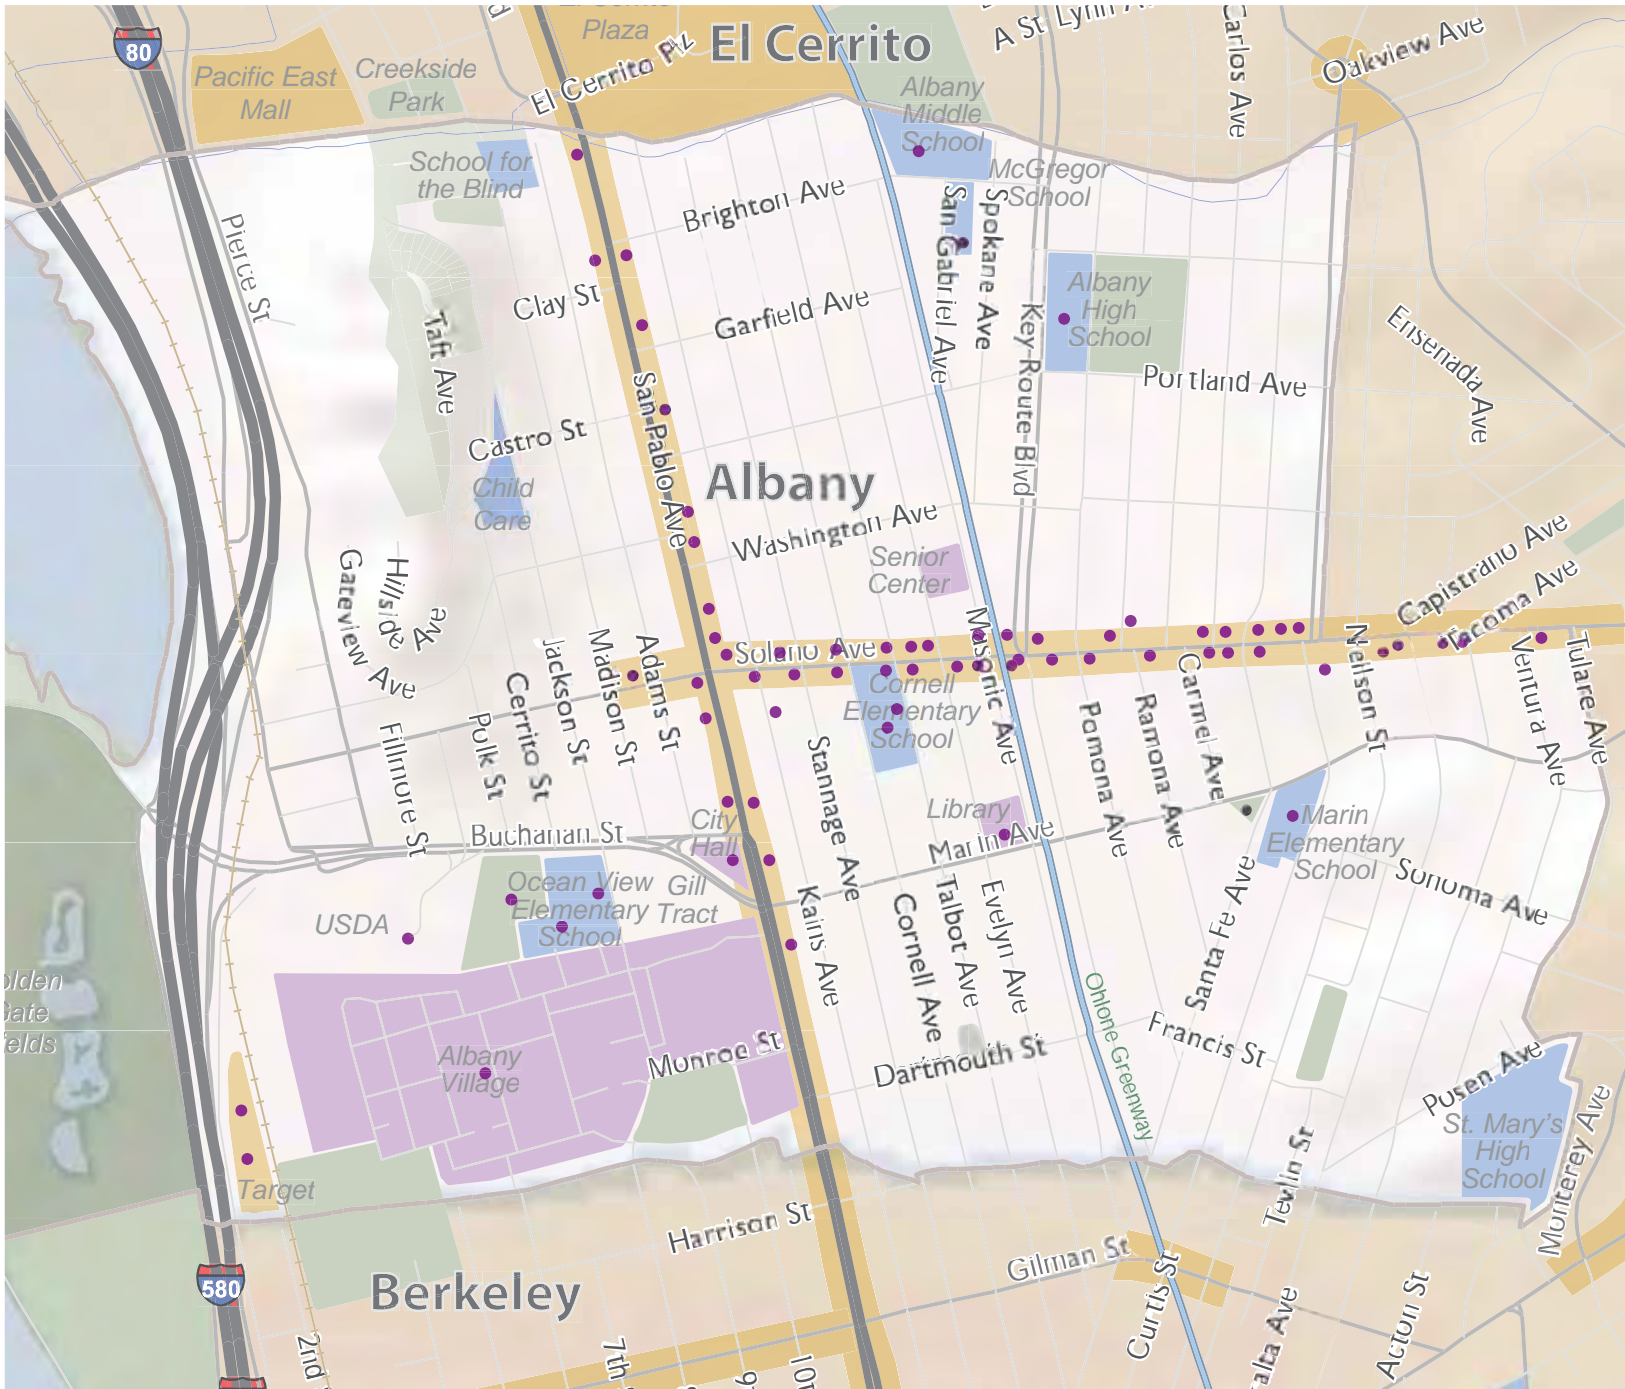 El Cerrito
Plaza
El Cerrito Plz
El Cerrito
A St
Lynn
Carlos Ave
Oakview Ave
80
Pacific East
Mall
Creekside
Park
Albany
Middle
School
School for
the Blind
McGregor
School
Brighton Ave
San Gabriel Ave
Spokane Ave
Pierce St
Clay St
Garfield Ave
Albany
High
School
Key Route Blvd
Taft Ave
Portland Ave
Ensenada Ave
San Pablo Ave
Castro St
Child
Care
Albany
Washington Ave
Senior
Center
Capistrano Ave
Tacoma Ave
Gateview Ave
Hillside Ave
Jackson St
Madison St
Adams St
Solano Ave
Masonic Ave
Neilson St
Ventura Ave
Tulare Ave
Cerrito St
Polk St
Fillmore St
Cornell
Elementary
School
Carmel Ave
Ramona Ave
Pomona Ave
Stannage Ave
Buchanan St
City
Hall
Library
Marin Ave
Marin
Elementary
School
Sonoma Ave
Ocean View
Elementary
School
Gill
Tract
USDA
Kains Ave
Cornell Ave
Talbot Ave
Evelyn Ave
Santa Fe Ave
Ohlone Greenway
Francis St
Albany
Village
Monroe St
Dartmouth St
Posen Ave
St. Mary's
High
School
Monterey Ave
Tevlin St
Target
Harrison St
Gilman St
Curtis St
Acton St
580
Berkeley
2nd
7th